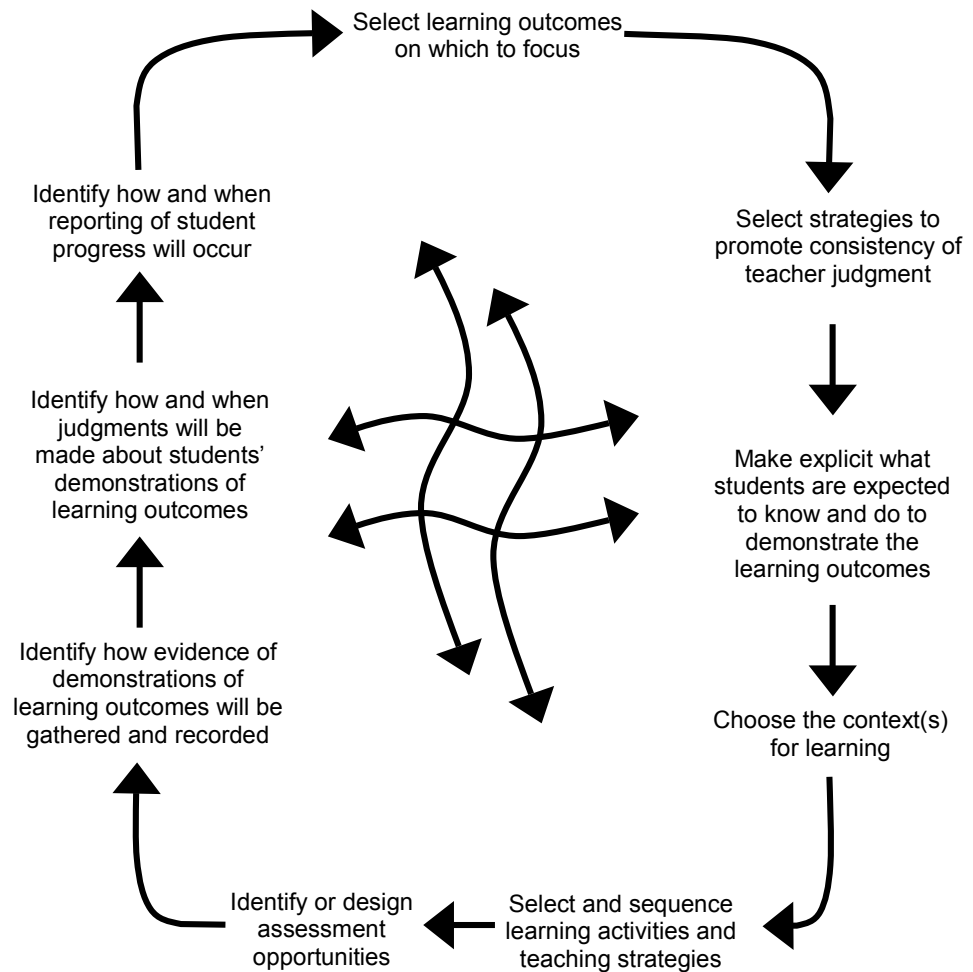 Select learning outcomes
on which to focus
Select strategies to
promote consistency of
teacher judgment
Make explicit what
students are expected
to know and do to
demonstrate the
learning outcomes
Choose the context(s)
for learning
Select and sequence
learning activities and
teaching strategies
Identify or design
assessment
opportunities
Identify how evidence of
demonstrations of
learning outcomes will be
gathered and recorded
Identify how and when
judgments will be
made about students’
demonstrations of
learning outcomes
Identify how and when
reporting of student
progress will occur